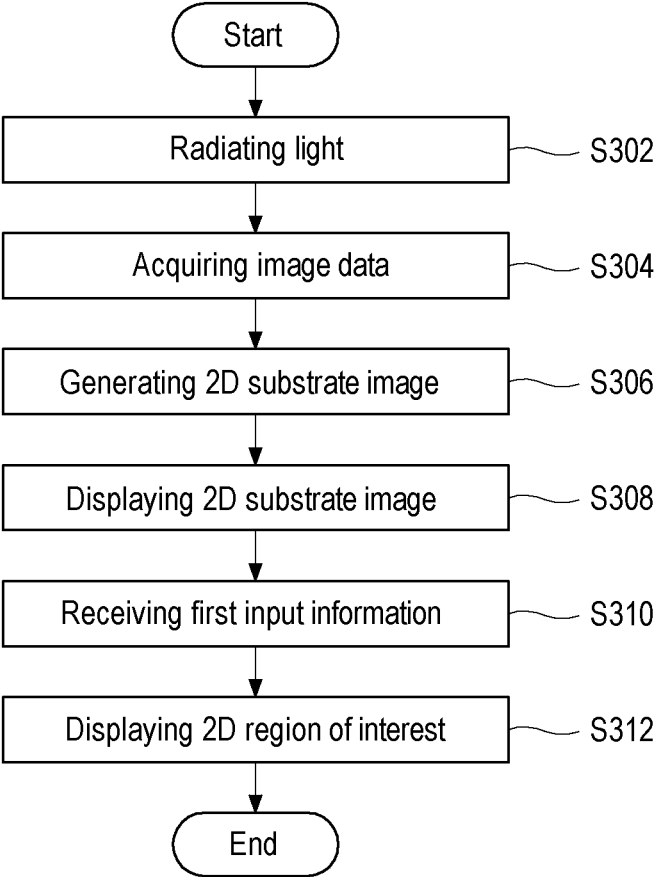 Start
Radiating light
S302
Acquiring image data
S304
Generating 2D substrate image
S306
Displaying 2D substrate image
S308
Receiving first input information
S310
Displaying 2D region of interest
S312
End